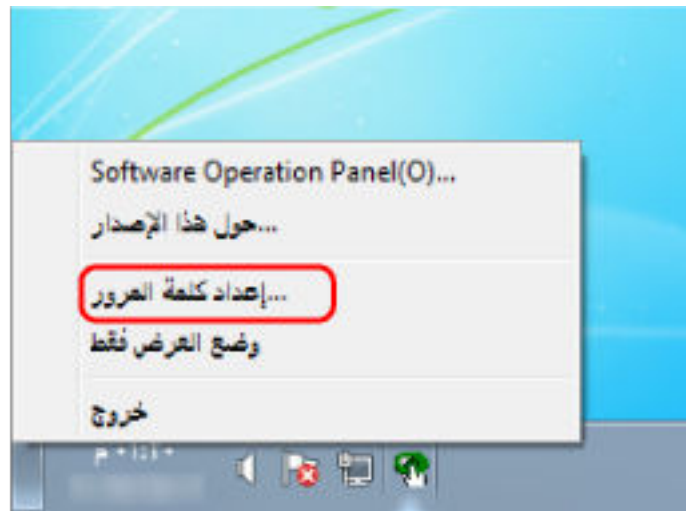 Software Operation Panel(O)...
حول هذا الإصدار...
إعداد كلمة المرور...
وضع العرض فقط
خروج